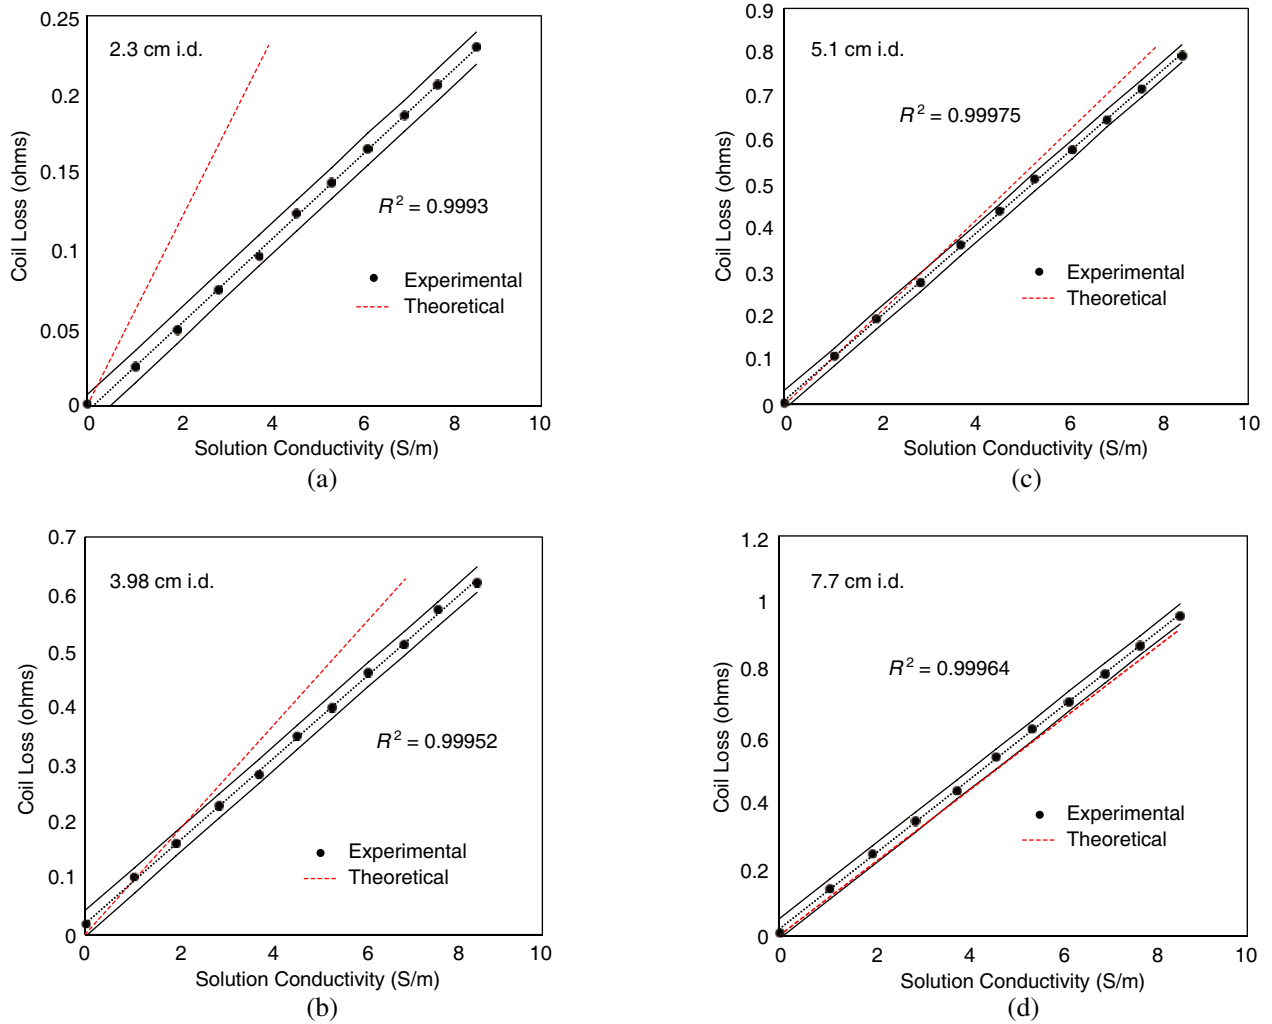 2.3 cm i.d.
0.25
0.2
0.15
0.1
0.05
0
Coil Loss (ohms)
R² = 0.9993
Experimental
Theoretical
0 2 4 6 8 10
Solution Conductivity (S/m)
(a)
5.1 cm i.d.
0.9
0.8
0.7
0.6
0.5
0.4
0.3
0.2
0.1
0
Coil Loss (ohms)
R² = 0.99975
Experimental
Theoretical
0 2 4 6 8 10
Solution Conductivity (S/m)
(c)
3.98 cm i.d.
0.7
0.6
0.5
0.4
0.3
0.2
0.1
0
Coil Loss (ohms)
R² = 0.99952
Experimental
Theoretical
0 2 4 6 8 10
Solution Conductivity (S/m)
(b)
7.7 cm i.d.
1.2
1
0.8
0.6
0.4
0.2
0
Coil Loss (ohms)
R² = 0.99964
Experimental
Theoretical
0 2 4 6 8 10
Solution Conductivity (S/m)
(d)